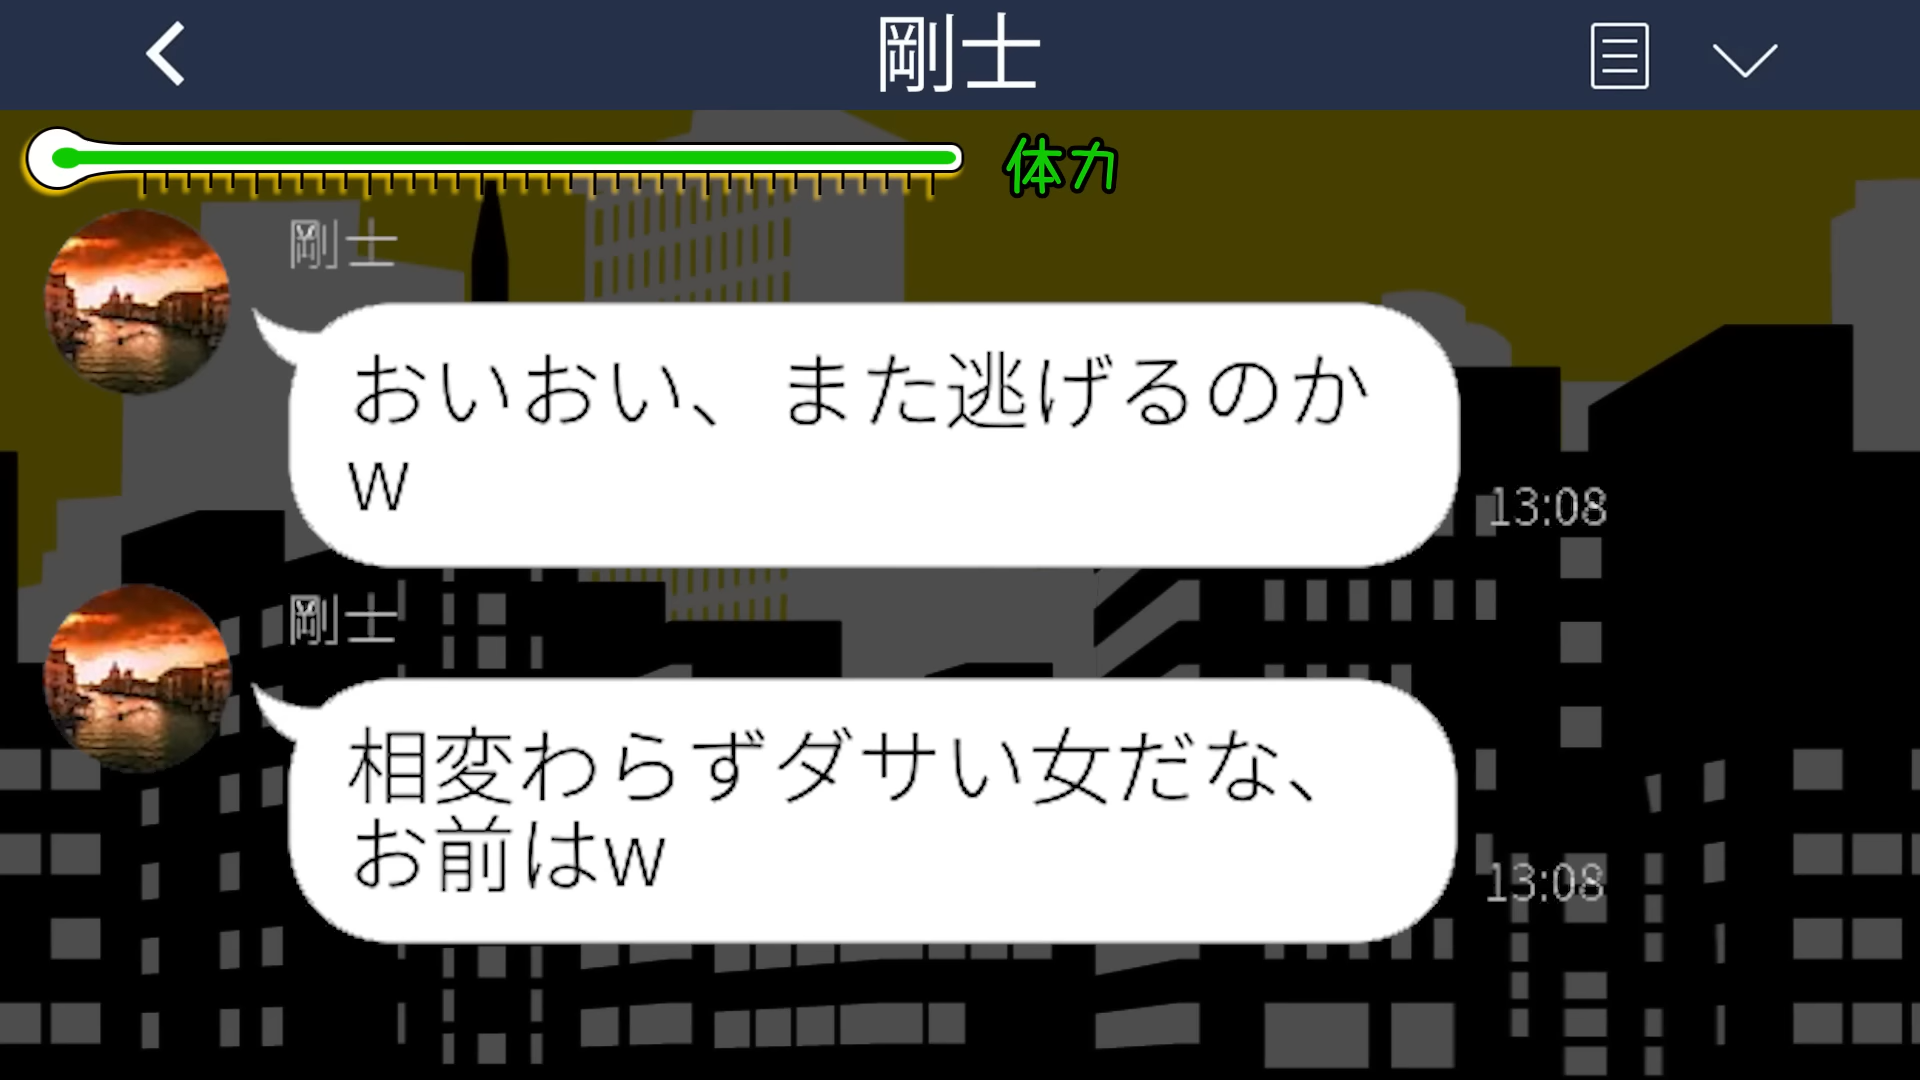 剛士
体力
剛士
おいおい、また逃げるのか
w
13:08
剛士
相変わらずダサい女だな、
お前はw
13:08